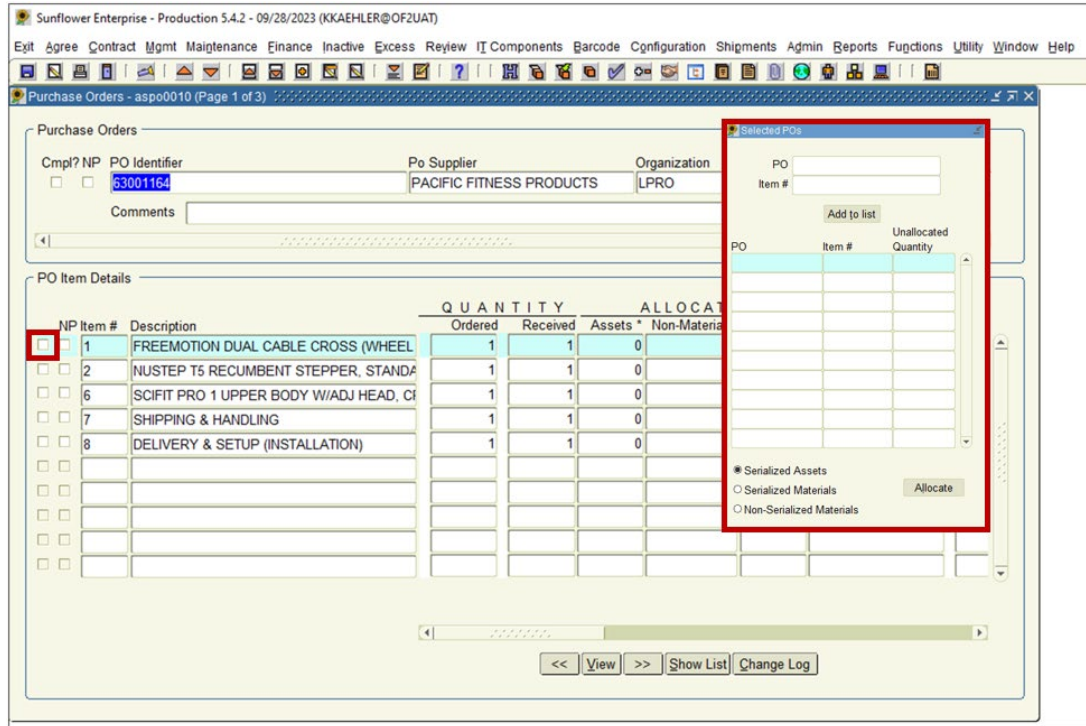 Sunflower Enterprise - Production 5.4.2 - 09/28/2023 (KKAEHLER@OF2UAT)
Exit Agree Contract Mgmt Maintenance Finance Inactive Excess Review IT Components Barcode Configuration Shipments Admin Reports Functions Utility Window Help
Purchase Orders - aspo0010 (Page 1 of 3)
Purchase Orders
Cmpl? NP PO Identifier Po Supplier Organization
63001164 PACIFIC FITNESS PRODUCTS LPRO
Comments
Selected POs
PO
Item #
Add to list
Unallocated
PO Item # Quantity
Serialized Assets
Serialized Materials
Allocate
Non-Serialized Materials
PO Item Details
QUANTITY ALLOCAT
NP Item # Description Ordered Received Assets * Non-Materia
1 FREEMOTION DUAL CABLE CROSS (WHEEL 1 1 0
2 NUSTEP T5 RECUMBENT STEPPER, STANDA 1 1 0
6 SCIFIT PRO 1 UPPER BODY W/ADJ HEAD, CF 1 1 0
7 SHIPPING & HANDLING 1 1 0
8 DELIVERY & SETUP (INSTALLATION) 1 1 0
<< View >> Show List Change Log